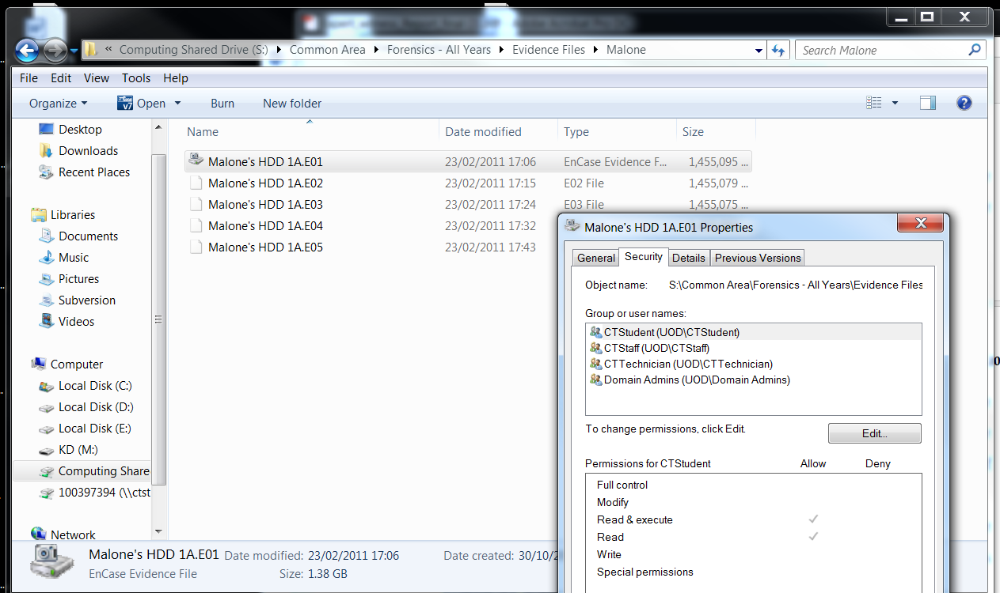 « Computing Shared Drive (S:) Common Area Forensics - All Years Evidence Files Malone Search Malone
File Edit View Tools Help
Organize v7 Open Burn New folder
Name Date modified Type Size
Desktop
Downloads
Recent Places
Libraries
Documents
Music
Pictures
Subversion
Videos
Computer
Local Disk (C:)
Local Disk (D:)
Local Disk (E:)
KD (M:)
Computing Share
100397394 (\\ctst
Network
Malone's HDD 1A.E01 23/02/2011 17:06 EnCase Evidence F... 1,455,095 ...
Malone's HDD 1A.E02 23/02/2011 17:15 E02 File 1,455,079 ...
Malone's HDD 1A.E03 23/02/2011 17:24 E03 File 1,455,075 ...
Malone's HDD 1A.E04 23/02/2011 17:32
Malone's HDD 1A.E05 23/02/2011 17:43
Malone's HDD 1A.E01 Properties
General Security Details Previous Versions
Object name: S:\Common Area\Forensics - All Years\Evidence Files
Group or user names:
CTStudent (UOD\CTStudent)
CTStaff (UOD\CTStaff)
CTTechnician (UOD\CTTechnician)
Domain Admins (UOD\Domain Admins)
To change permissions, click Edit.
Edit...
Permissions for CTStudent Allow Deny
Full control
Modify
Read & execute
Read
Write
Special permissions
Malone's HDD 1A.E01 Date modified: 23/02/2011 17:06 Date created: 30/10/2
EnCase Evidence File Size: 1.38 GB